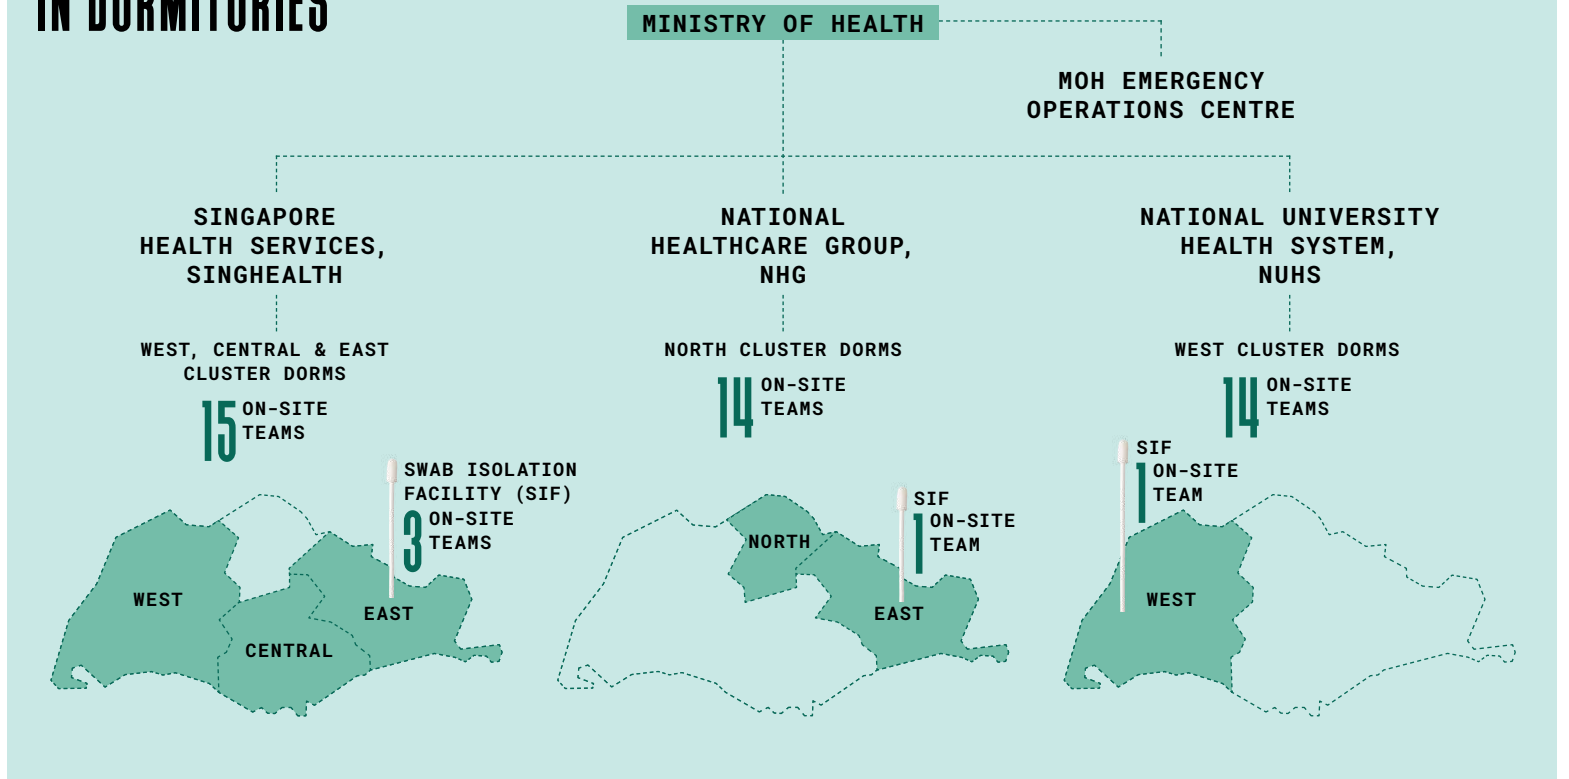 IN DORMITORIES
MINISTRY OF HEALTH
MOH EMERGENCY
OPERATIONS CENTRE
SINGAPORE
HEALTH SERVICES,
SINGHEALTH
WEST, CENTRAL & EAST
CLUSTER DORMS
15 ON-SITE
TEAMS
SWAB ISOLATION
FACILITY (SIF)
3 ON-SITE
TEAMS
WEST
CENTRAL
EAST
NATIONAL
HEALTHCARE GROUP,
NHG
NORTH CLUSTER DORMS
14 ON-SITE
TEAMS
SIF
1 ON-SITE
TEAM
NORTH
EAST
NATIONAL UNIVERSITY
HEALTH SYSTEM,
NUHS
WEST CLUSTER DORMS
14 ON-SITE
TEAMS
SIF
1 ON-SITE
TEAM
WEST